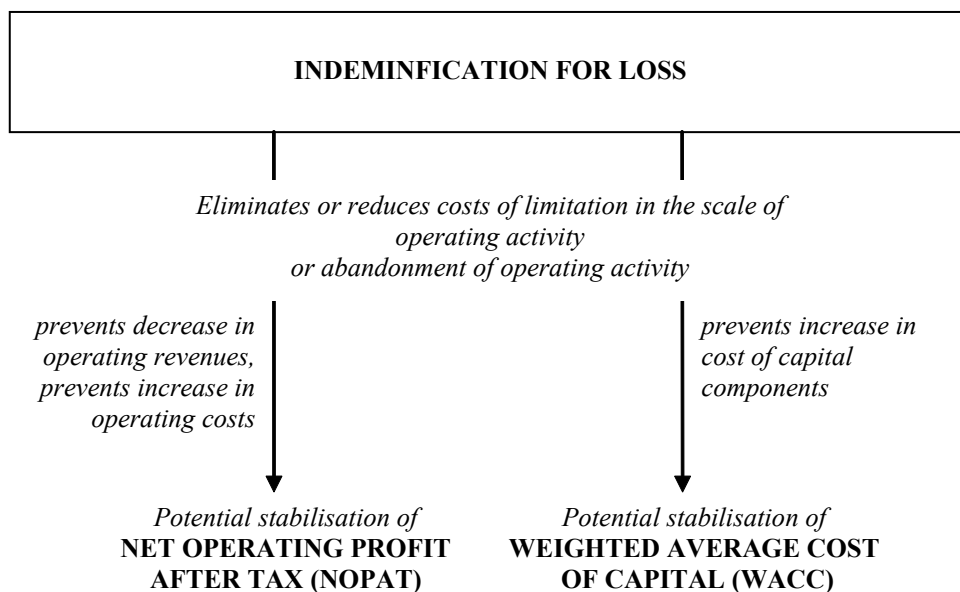 INDEMINFICATION FOR LOSS
Eliminates or reduces costs of limitation in the scale of
operating activity
or abandonment of operating activity
prevents decrease in
operating revenues,
prevents increase in
operating costs
prevents increase in
cost of capital
components
Potential stabilisation of
NET OPERATING PROFIT
AFTER TAX (NOPAT)
Potential stabilisation of
WEIGHTED AVERAGE COST
OF CAPITAL (WACC)